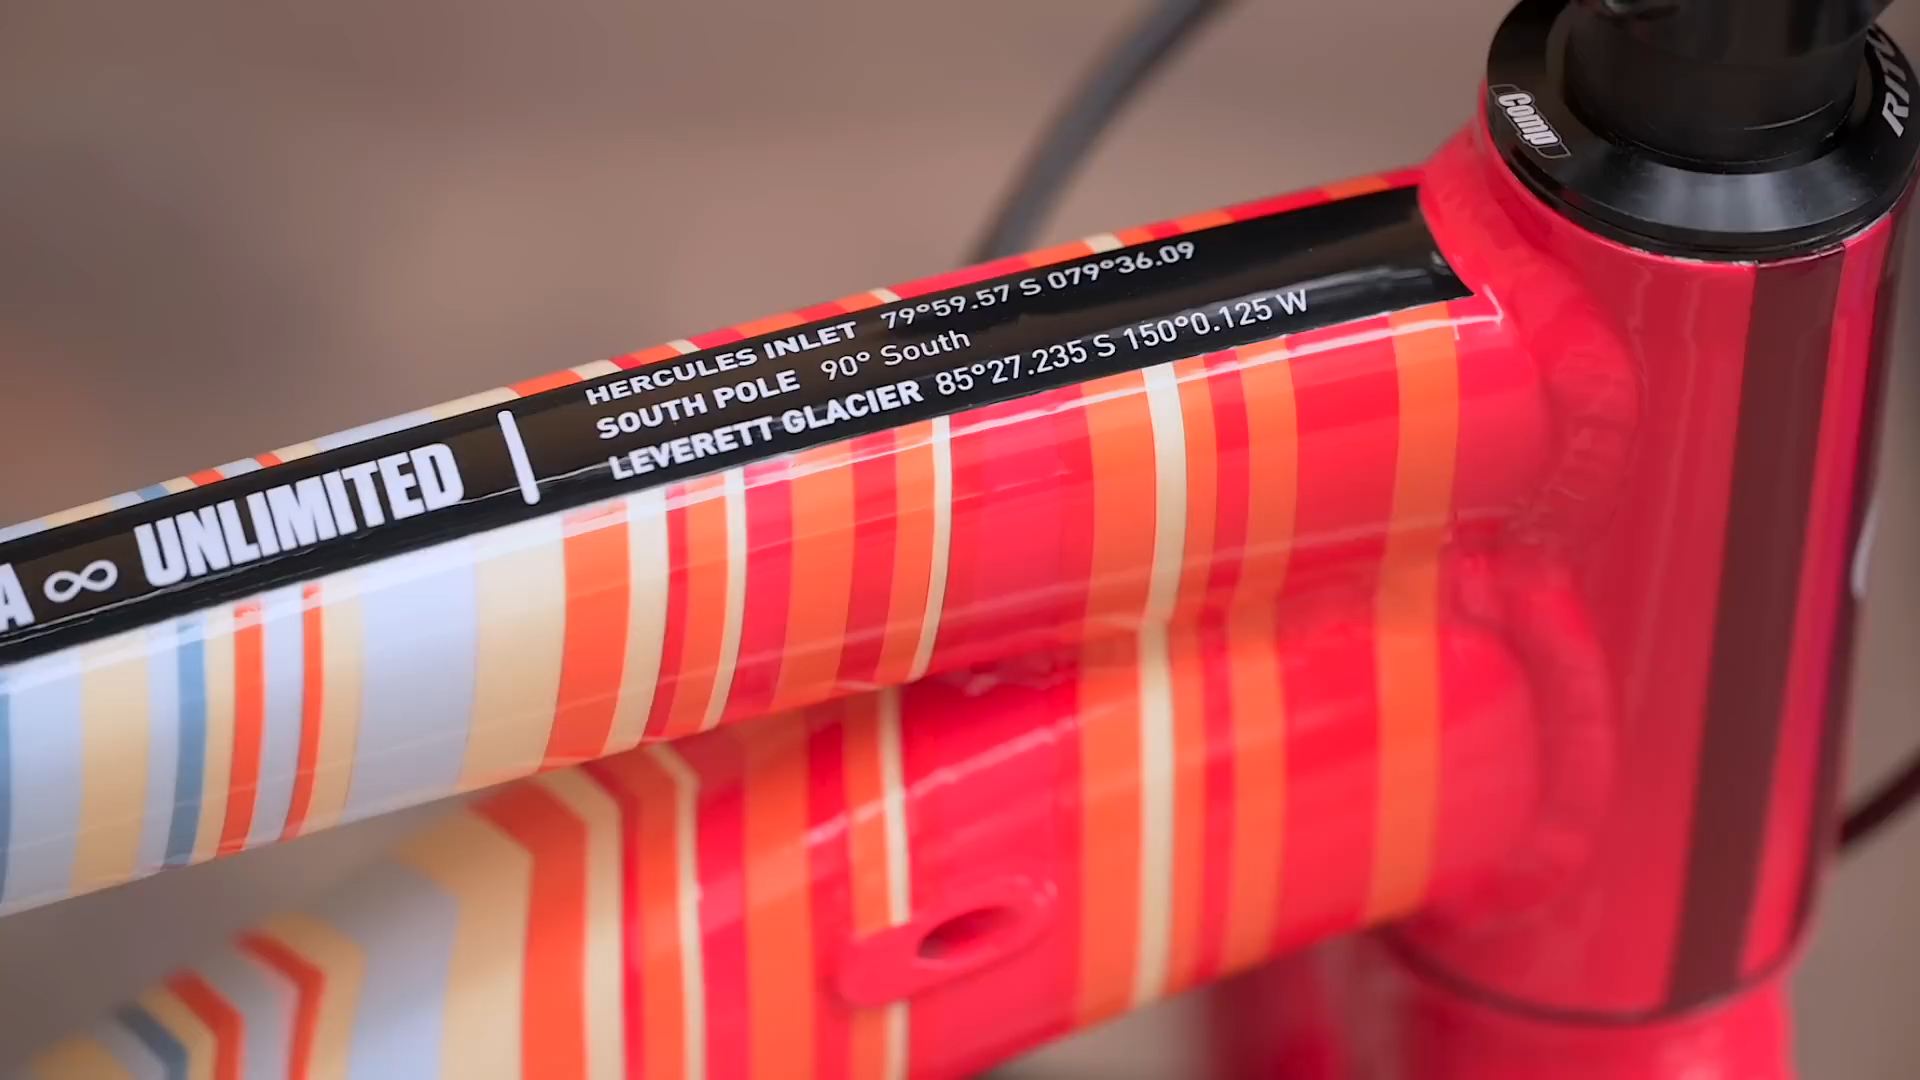 HERCULES INLET 79°59.57 S 079°36.09
SOUTH POLE 90° South
LEVERETT GLACIER 85°27.235 S 150°0.125 W
A ∞ UNLIMITED |
Comp
RITC